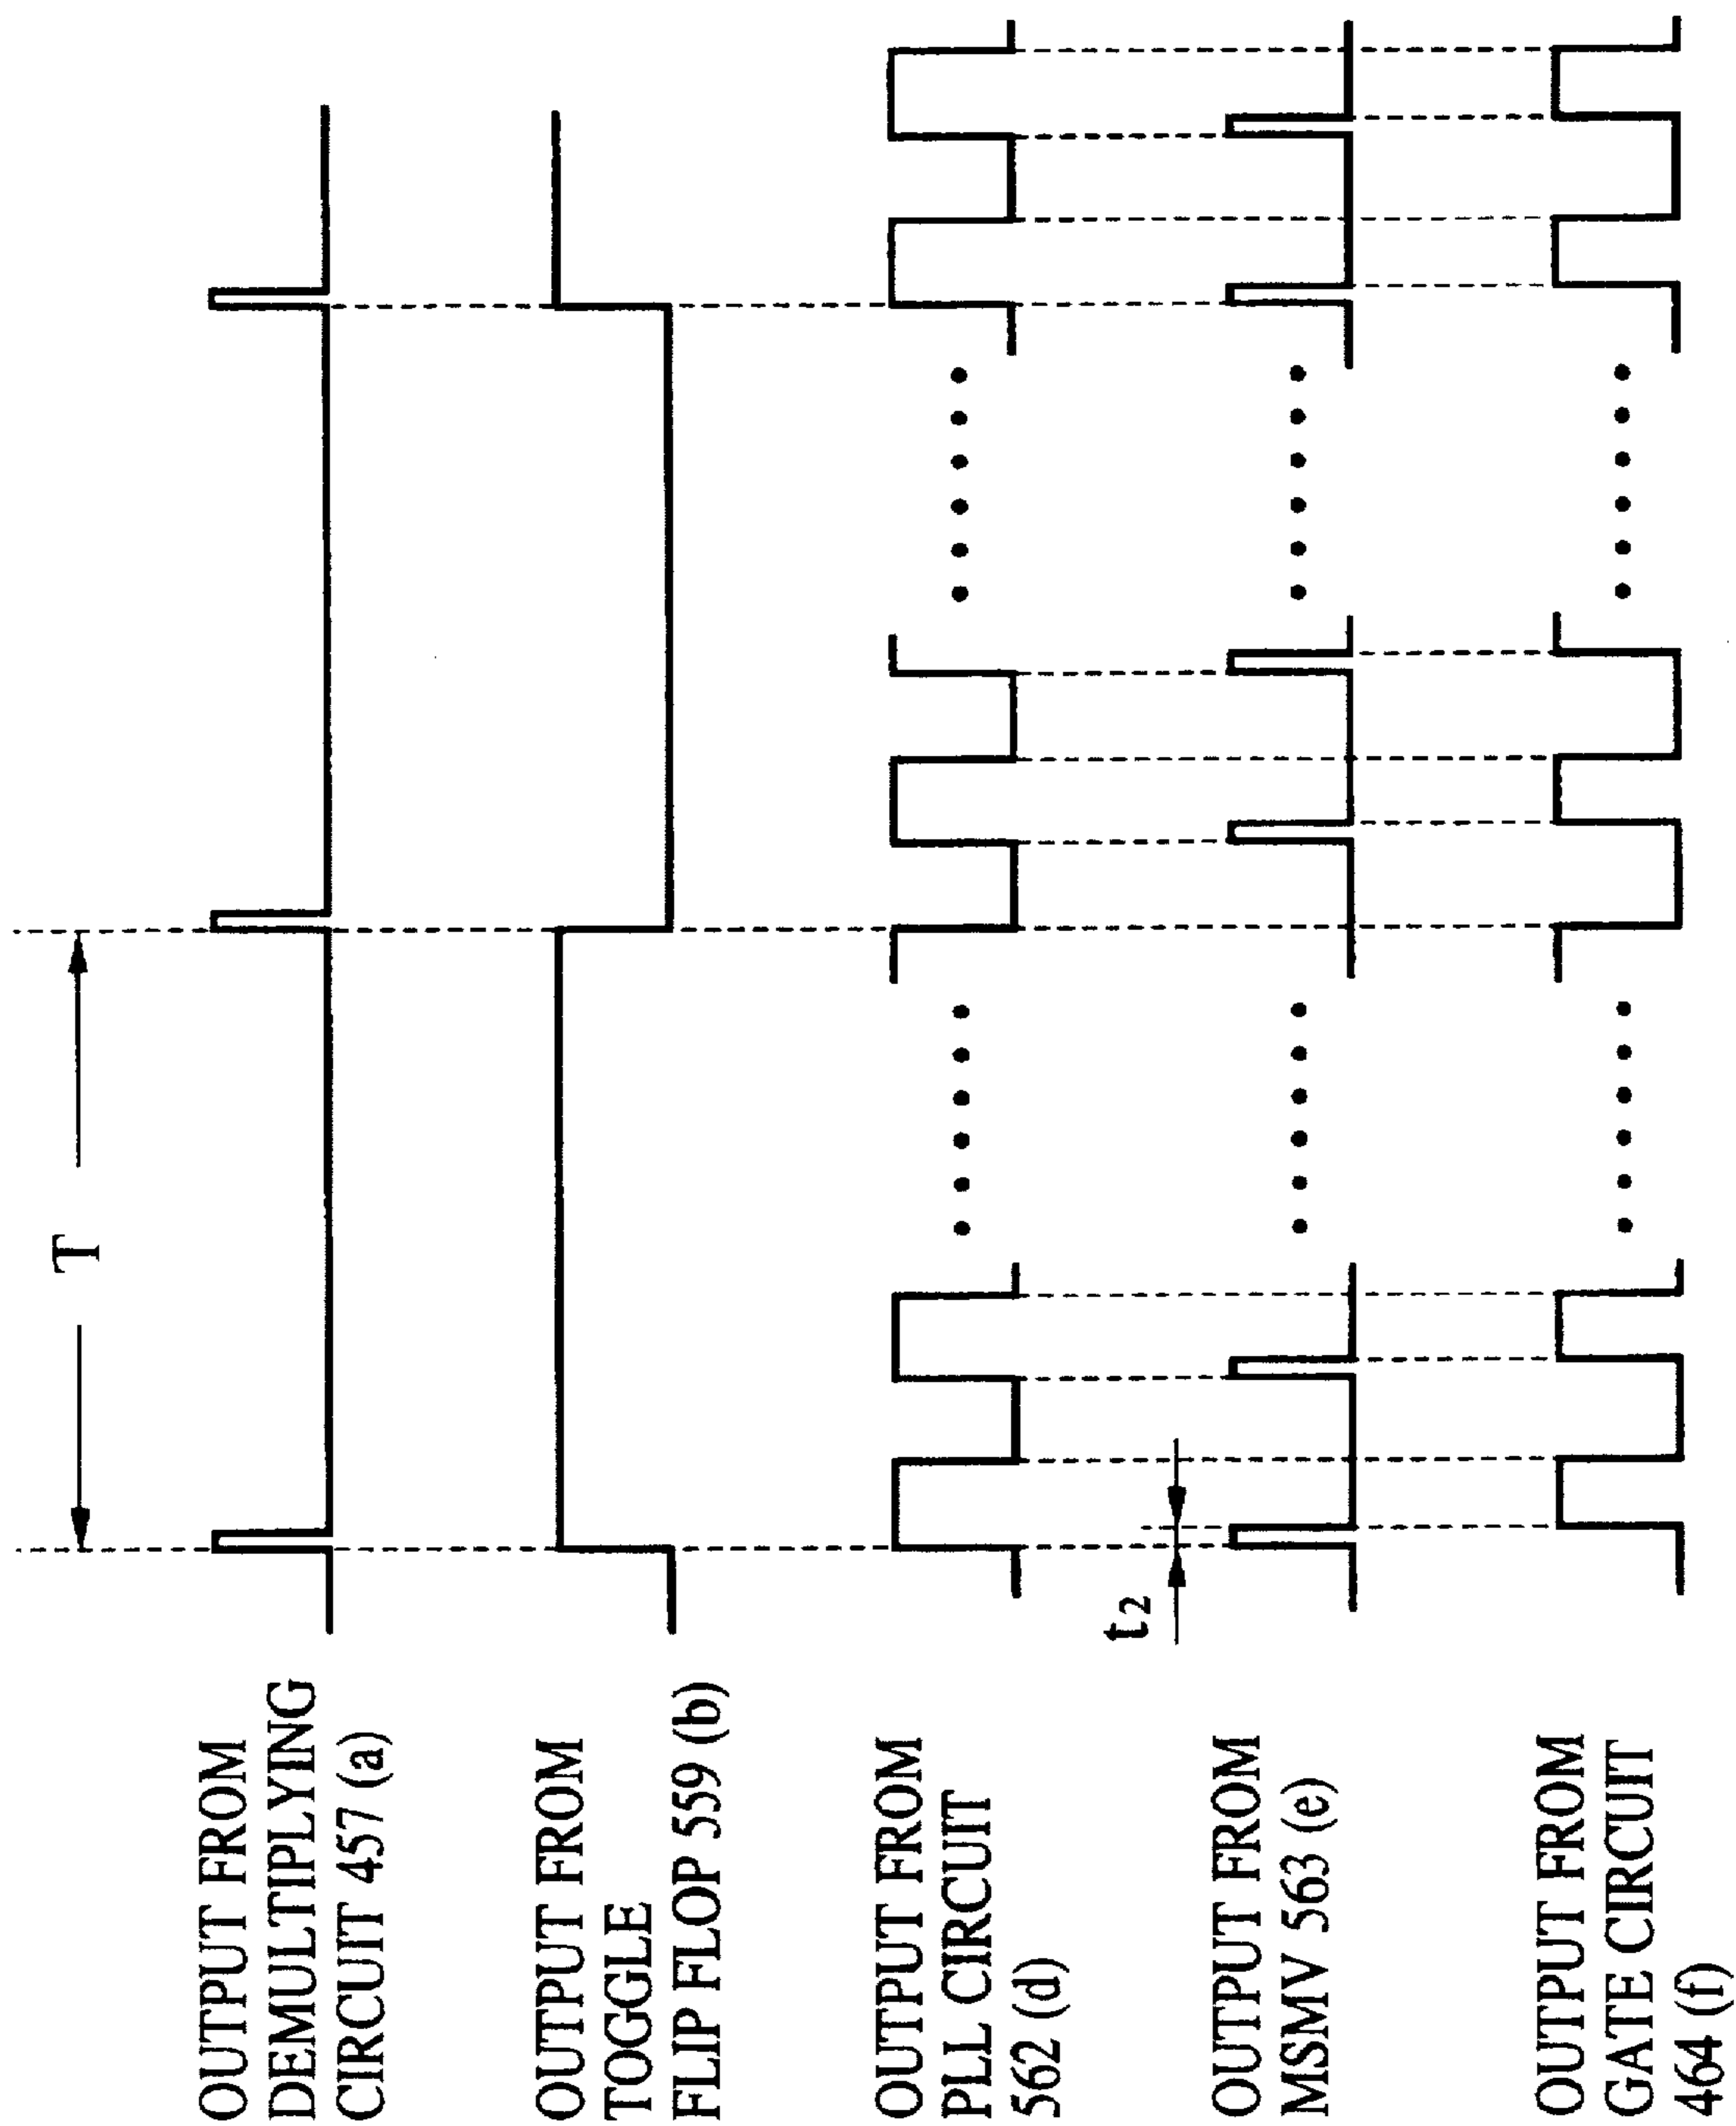 T
OUTPUT FROM
DEMULTIPLYING
CIRCUIT 457 (a)
OUTPUT FROM
TOGGLE
FLIP FLOP 559 (b)
OUTPUT FROM
PLL CIRCUIT
562 (d)
t₂
OUTPUT FROM
MSMV 563 (e)
OUTPUT FROM
GATE CIRCUIT
464 (f)